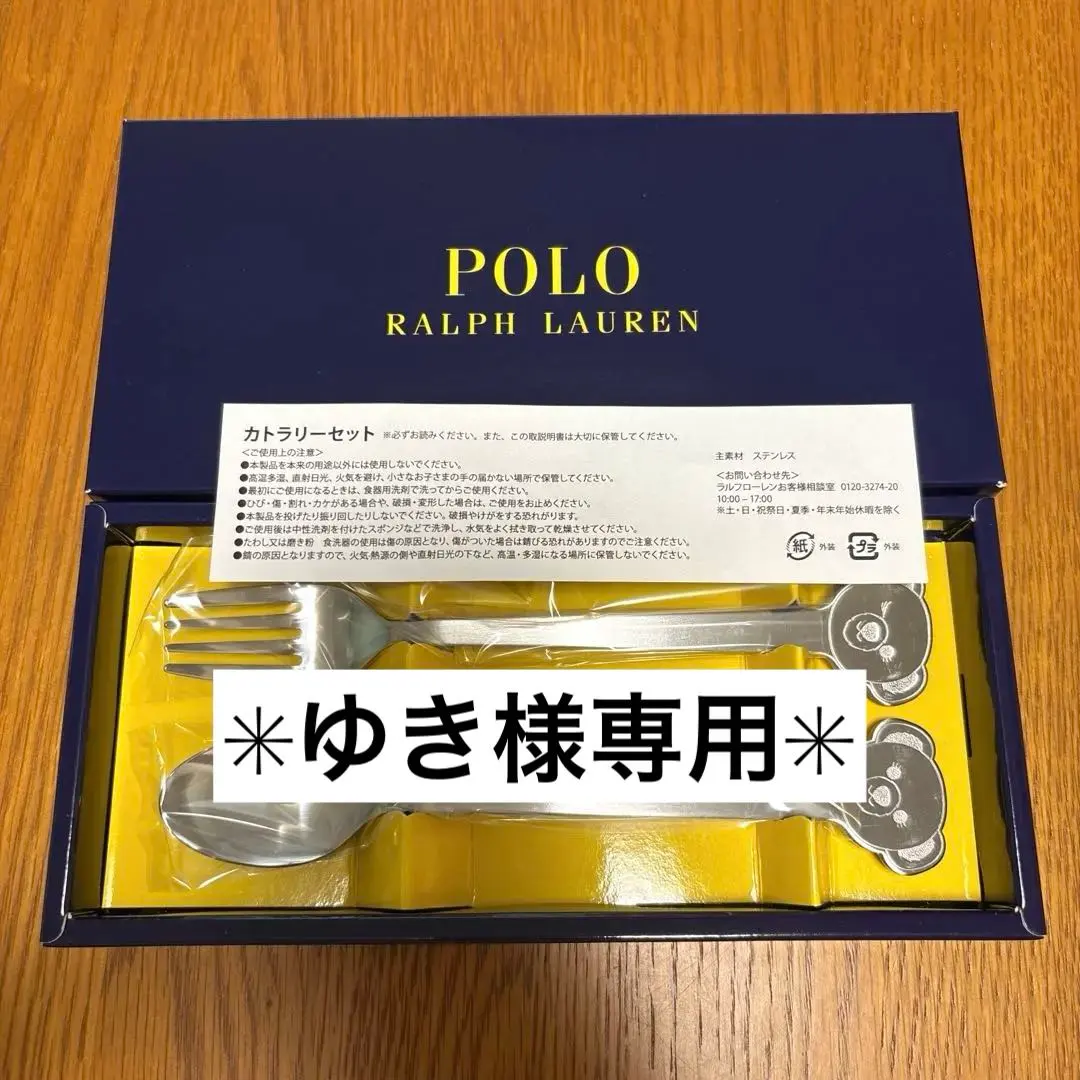 POLO
RALPH LAUREN
カトラリーセット ※必ずお読みください。また、この取説明書は大切に保管してください。
<ご使用上の注意>
●本製品を本来の用途以外には使用しないでください。
●高温多湿、直射日光、火気を避け、小さなお子さまの手の届かない場所で保管してください。
●最初にご使用になるときは、食器用洗剤で洗ってからご使用ください。
●ひび・傷・割れ・カケがある場合や、破損・変形した場合は、ご使用をお止めください。
●本製品を投げたり振り回したりしないでください。破損やけがをする恐れがります。
●ご使用後は中性洗剤を付けたスポンジなどで洗浄し、水気をよく拭き取って乾燥させてください。
●たわし又は磨き粉 食洗器の使用は傷の原因となり、傷がついた場合は錆びる恐れがありますのでご注意ください。
●錆の原因となりますので、火気・熱源の側や直射日光の下など、高温・多湿になる場所に保管しないでください。
主素材 ステンレス
<お問い合わせ先>
ラルフローレンお客様相談室 0120-3274-20
10:00 – 17:00
※土・日・祝祭日・夏季・年末年始休暇を除く
紙 外装 プラ 外装
✳︎ゆき様専用✳︎